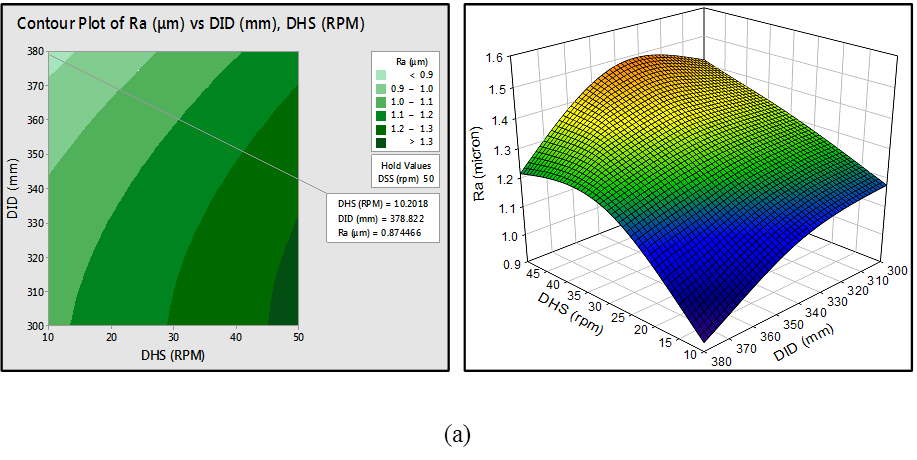 Contour Plot of Ra (µm) vs DID (mm), DHS (RPM)
DID (mm)
380
370
360
350
340
330
320
310
300
10
20
30
40
50
DHS (RPM)
Ra (µm)
< 0.9
0.9 – 1.0
1.0 – 1.1
1.1 – 1.2
1.2 – 1.3
> 1.3
Hold Values
DSS (rpm) 50
DHS (RPM) = 10.2018
DID (mm) = 378.822
Ra (µm) = 0.874466
Ra (micron)
1.6
1.5
1.4
1.3
1.2
1.1
1.0
0.9
45
40
35
30
25
20
15
10
DHS (rpm)
300
310
320
330
340
350
360
370
380
DID (mm)
(a)